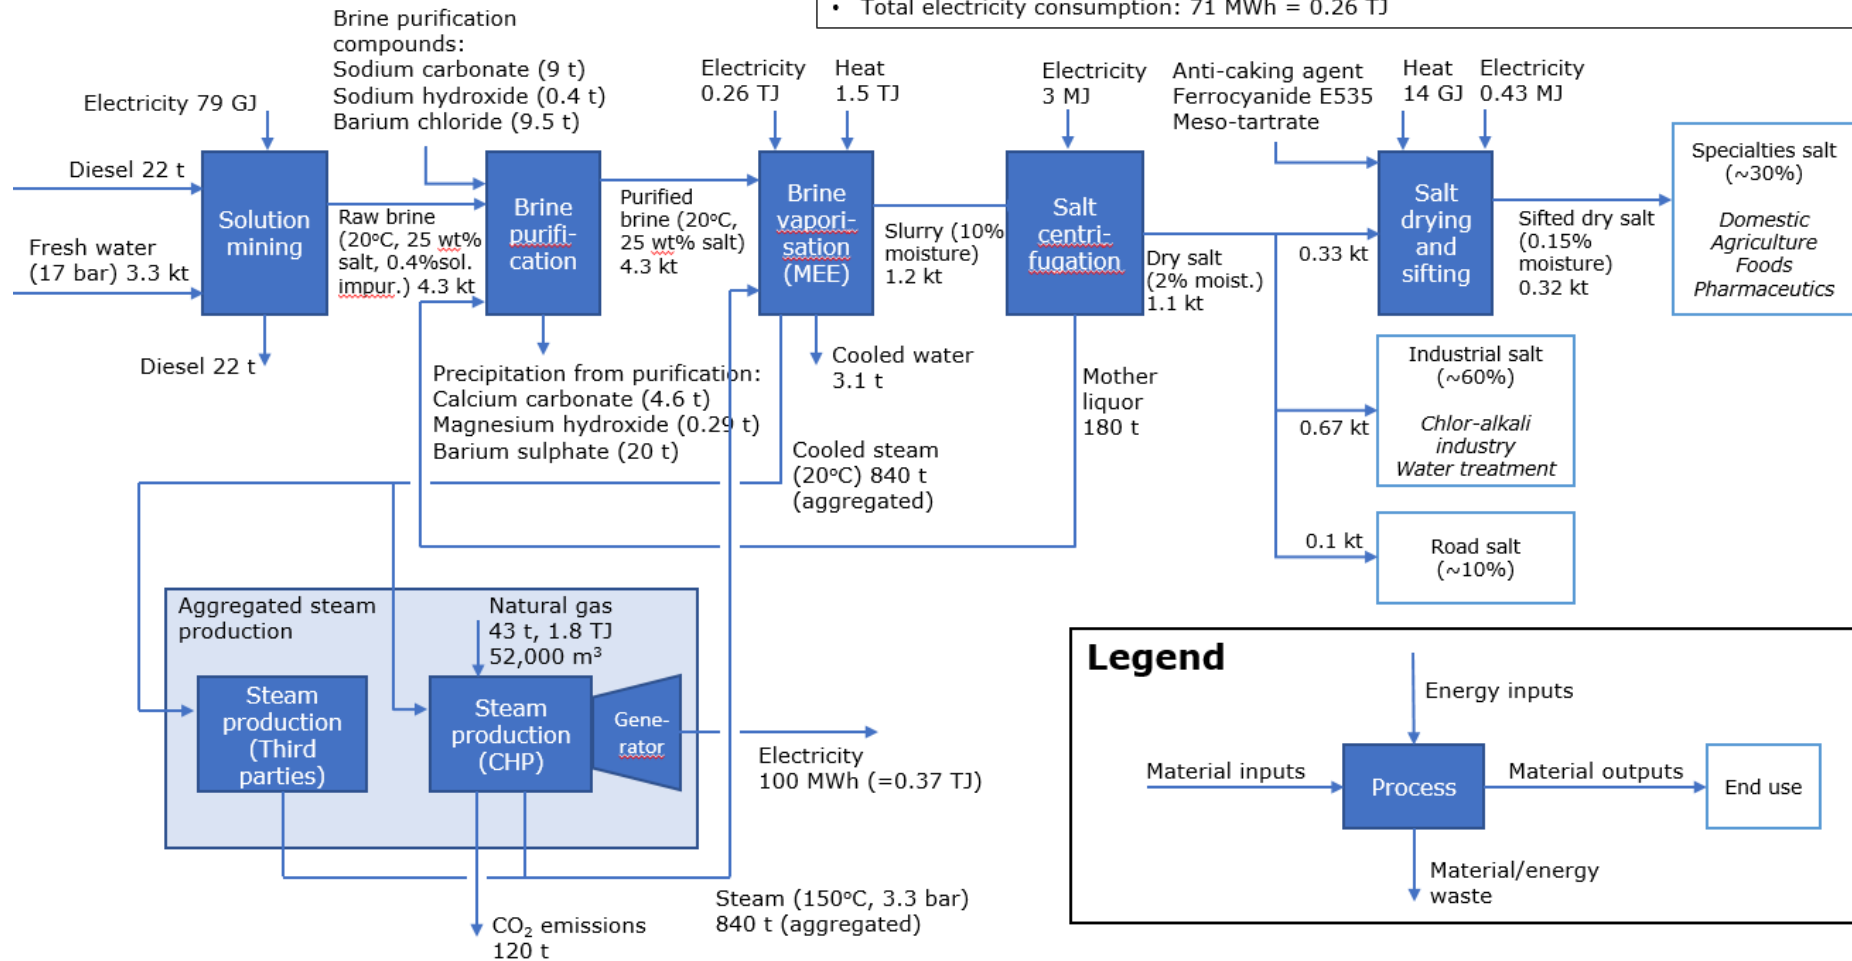 • Total electricity consumption: 71 MWh = 0.26 TJ
Brine purification
compounds:
Sodium carbonate (9 t)
Sodium hydroxide (0.4 t)
Barium chloride (9.5 t)
Electricity 79 GJ
Diesel 22 t
Fresh water
(17 bar) 3.3 kt
Solution
mining
Diesel 22 t
Raw brine
(20°C, 25 wt%
salt, 0.4%sol.
impur.) 4.3 kt
Brine
purifi-
cation
Precipitation from purification:
Calcium carbonate (4.6 t)
Magnesium hydroxide (0.29 t)
Barium sulphate (20 t)
Purified
brine (20°C,
25 wt% salt)
4.3 kt
Electricity
0.26 TJ
Heat
1.5 TJ
Brine
vapori-
sation
(MEE)
Cooled water
3.1 t
Cooled steam
(20°C) 840 t
(aggregated)
Slurry (10%
moisture)
1.2 kt
Electricity
3 MJ
Salt
centri-
fugation
Mother
liquor
180 t
Dry salt
(2% moist.)
1.1 kt
Anti-caking agent
Ferrocyanide E535
Meso-tartrate
Heat
14 GJ
Electricity
0.43 MJ
0.33 kt
Salt
drying
and
sifting
Sifted dry salt
(0.15%
moisture)
0.32 kt
Specialties salt
(~30%)
Domestic
Agriculture
Foods
Pharmaceutics
0.67 kt
Industrial salt
(~60%)
Chlor-alkali
industry
Water treatment
0.1 kt
Road salt
(~10%)
Aggregated steam
production
Natural gas
43 t, 1.8 TJ
52,000 m³
Steam
production
(Third
parties)
Steam
production
(CHP)
Gene-
rator
Electricity
100 MWh (=0.37 TJ)
Steam (150°C, 3.3 bar)
840 t (aggregated)
CO₂ emissions
120 t
Legend
Energy inputs
Material inputs
Process
Material outputs
End use
Material/energy
waste